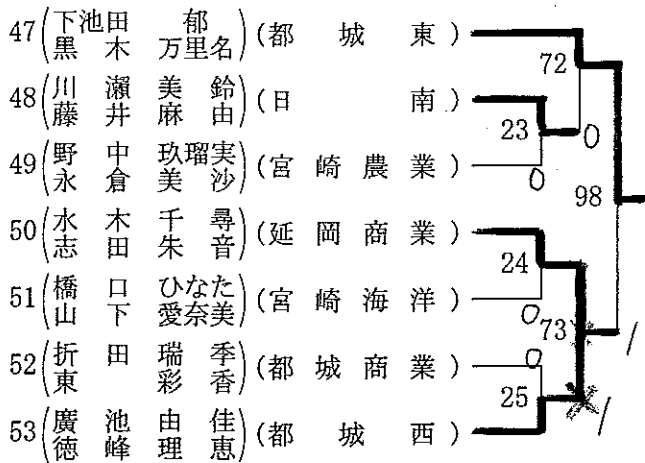 47 (下池田 郁 黒木 万里名) (都城東)
72
48 (川瀬 美鈴 藤井 麻由) (日南)
23 0
49 (野中 玖瑠実 永倉 美沙) (宮崎農業)
0
98
50 (水木 千尋 志田 朱音) (延岡商業)
24
51 (橋口 ひなた 山下 愛奈美) (宮崎海洋)
0 73 1
52 (折田 瑞季 東 彩香) (都城商業)
0
25 1
53 (廣池 由佳 徳峰 理恵) (都城西)